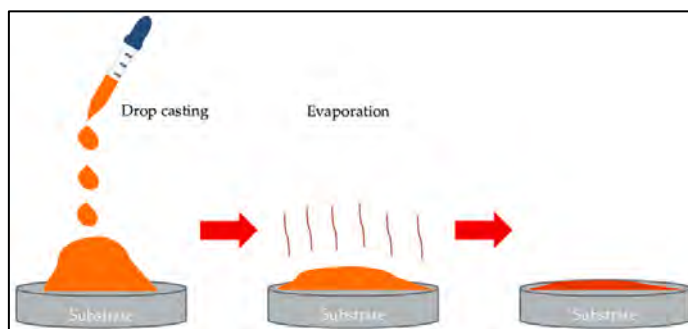 Drop casting
Evaporation
Substrate
Substrate
Substrate